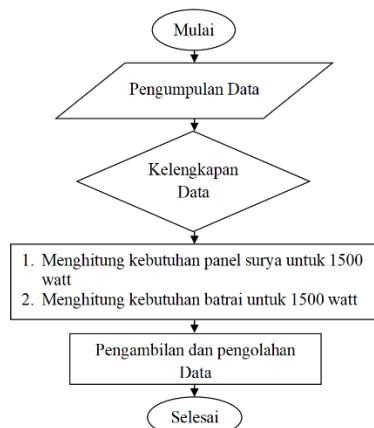 Mulai
Pengumpulan Data
Kelengkapan
Data
1. Menghitung kebutuhan panel surya untuk 1500
watt
2. Menghitung kebutuhan batrai untuk 1500 watt
Pengambilan dan pengolahan
Data
Selesai